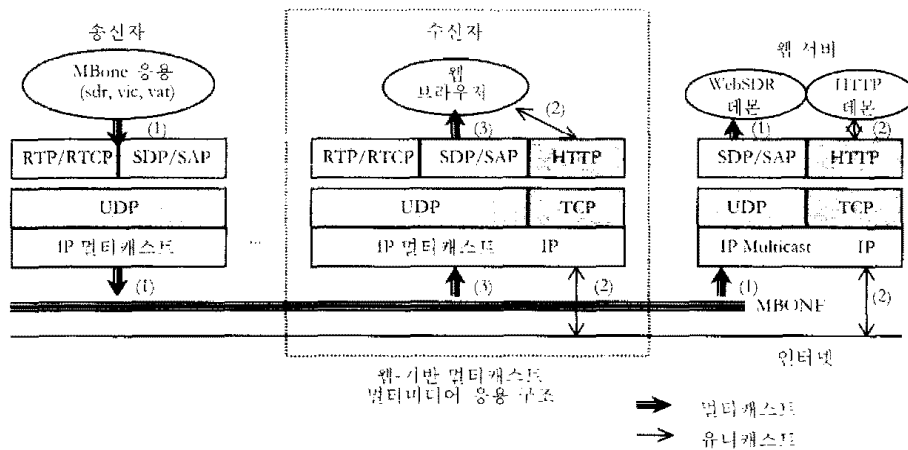 송신자
MBone 응용
(sdr, vic, vat)
(1)
RTP/RTCP
SDP/SAP
UDP
IP 멀티캐스트
(1)
...
수신자
웹
브라우저
(2)
(3)
RTP/RTCP
SDP/SAP
HTTP
UDP
TCP
IP 멀티캐스트
IP
(3)
(2)
웹-기반 멀티캐스트
멀티미디어 응용 구조
웹 서버
WebSDR
데몬
HTTP
데몬
(1)
(2)
SDP/SAP
HTTP
UDP
TCP
IP Multicast
IP
(1)
(2)
MBONE
인터넷
멀티캐스트
유니캐스트